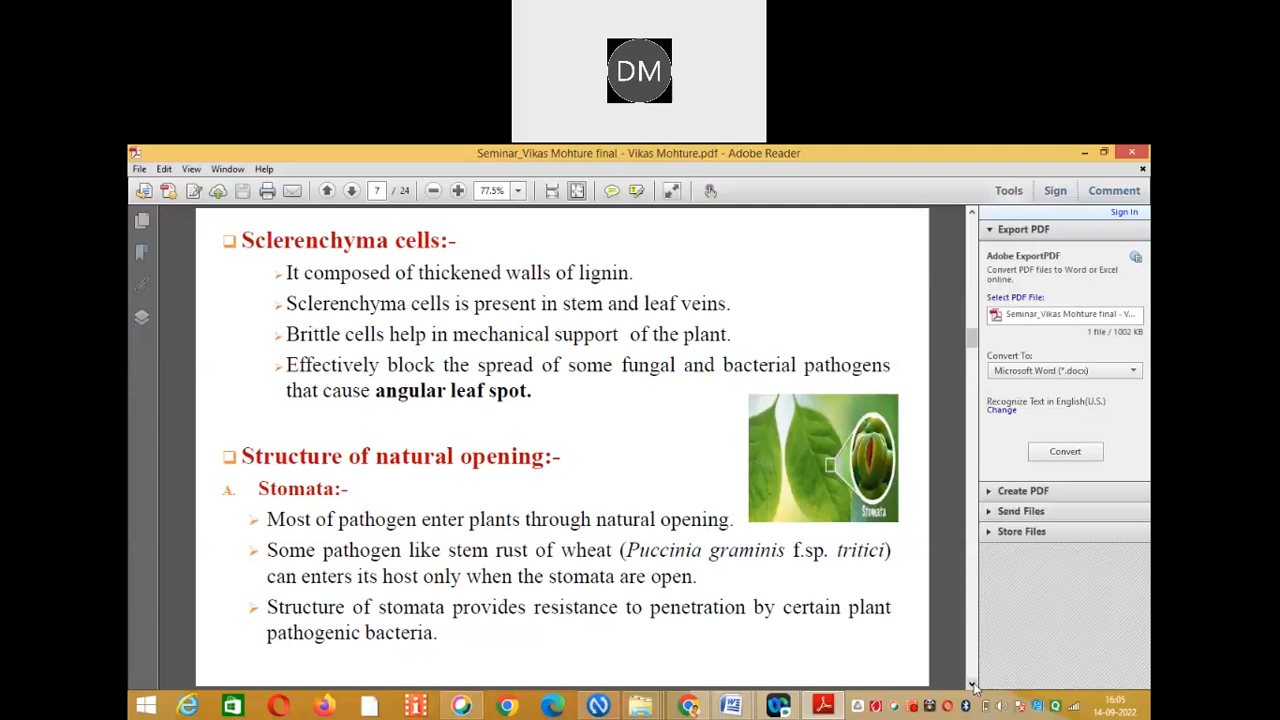 DM
Seminar_Vikas Mohture final - Vikas Mohture.pdf - Adobe Reader
File Edit View Window Help
7 / 24 77.5% Tools Sign Comment
Sign In
❑ Sclerenchyma cells:-
➢ It composed of thickened walls of lignin.
➢ Sclerenchyma cells is present in stem and leaf veins.
➢ Brittle cells help in mechanical support of the plant.
➢ Effectively block the spread of some fungal and bacterial pathogens
that cause angular leaf spot.
❑ Structure of natural opening:-
A. Stomata:-
➢ Most of pathogen enter plants through natural opening.
➢ Some pathogen like stem rust of wheat (Puccinia graminis f.sp. tritici)
can enters its host only when the stomata are open.
➢ Structure of stomata provides resistance to penetration by certain plant
pathogenic bacteria.
Stomata
Export PDF
Adobe ExportPDF
Convert PDF files to Word or Excel
online.
Select PDF File:
Seminar_Vikas Mohture final - V...
1 file / 1002 KB
Convert To:
Microsoft Word (*.docx)
Recognize Text in English(U.S.)
Change
Convert
Create PDF
Send Files
Store Files
16:05
14-09-2022